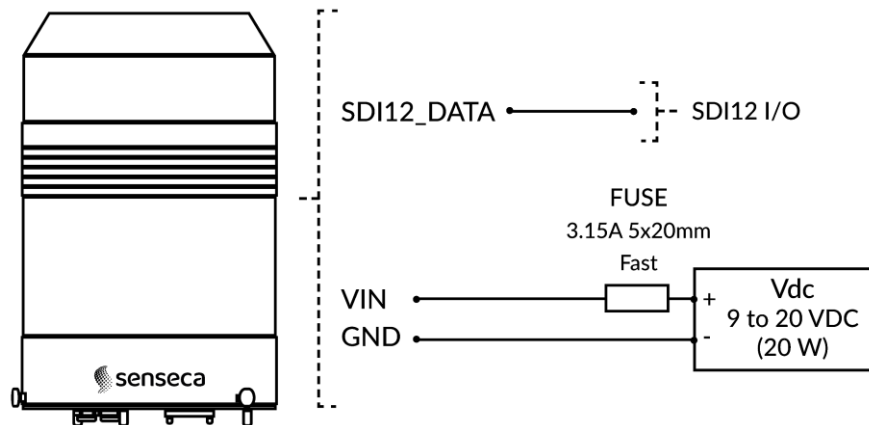 SDI12_DATA
SDI12 I/O
FUSE
3.15A 5x20mm
Fast
VIN
+
Vdc
9 to 20 VDC
(20 W)
GND
-
senseca